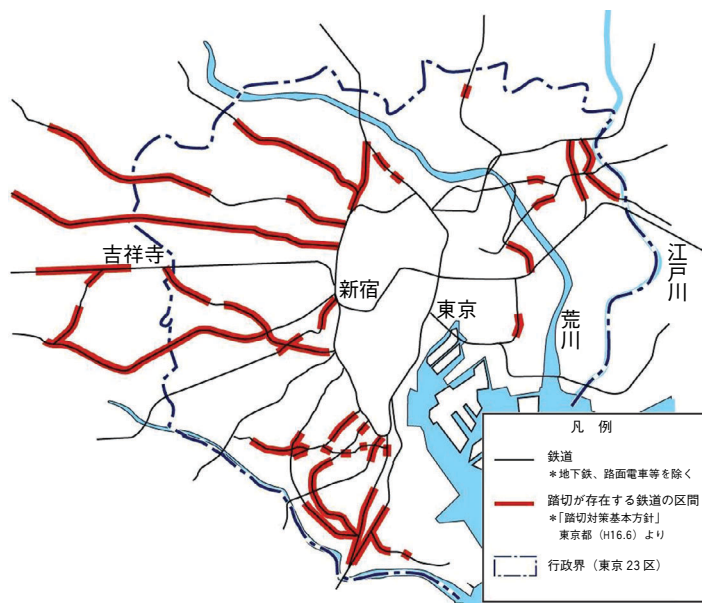 吉祥寺
新宿
東京
江戸川
荒川
凡 例
鉄道
＊地下鉄、路面電車等を除く
踏切が存在する鉄道の区間
＊「踏切対策基本方針」
東京都（H16.6）より
行政界（東京23区）